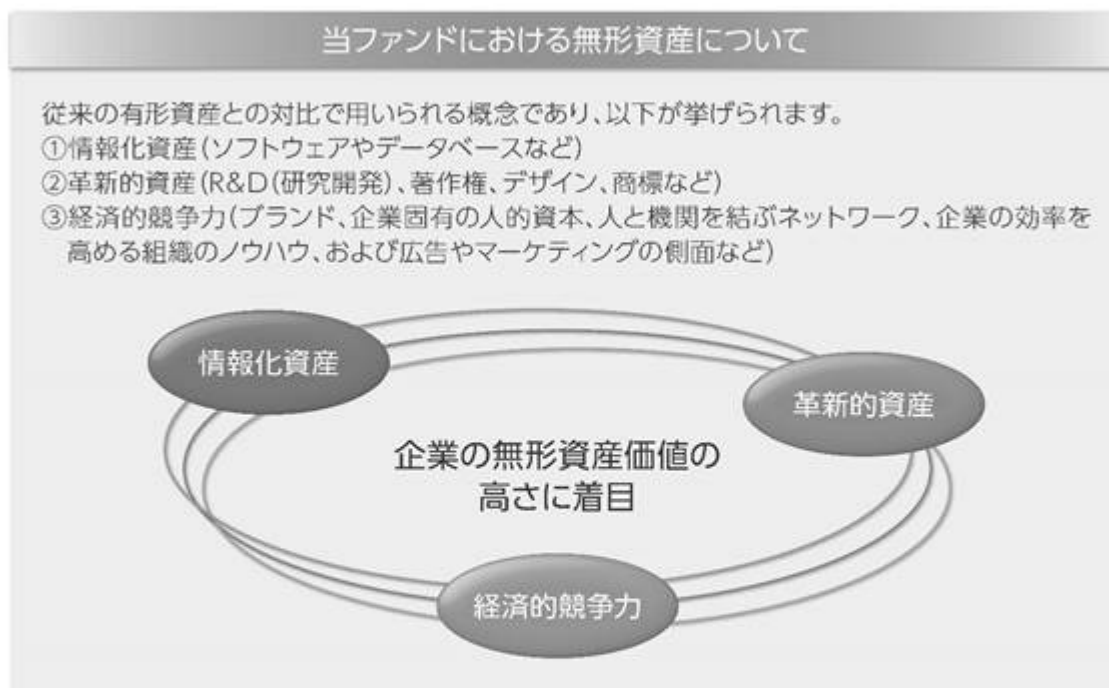 当ファンドにおける無形資産について
従来の有形資産との対比で用いられる概念であり、以下が挙げられます。
①情報化資産(ソフトウェアやデータベースなど)
②革新的資産(R&D(研究開発)、著作権、デザイン、商標など)
③経済的競争力(ブランド、企業固有の人的資本、人と機関を結ぶネットワーク、企業の効率を
高める組織のノウハウ、および広告やマーケティングの側面など)
情報化資産
革新的資産
企業の無形資産価値の
高さに着目
経済的競争力